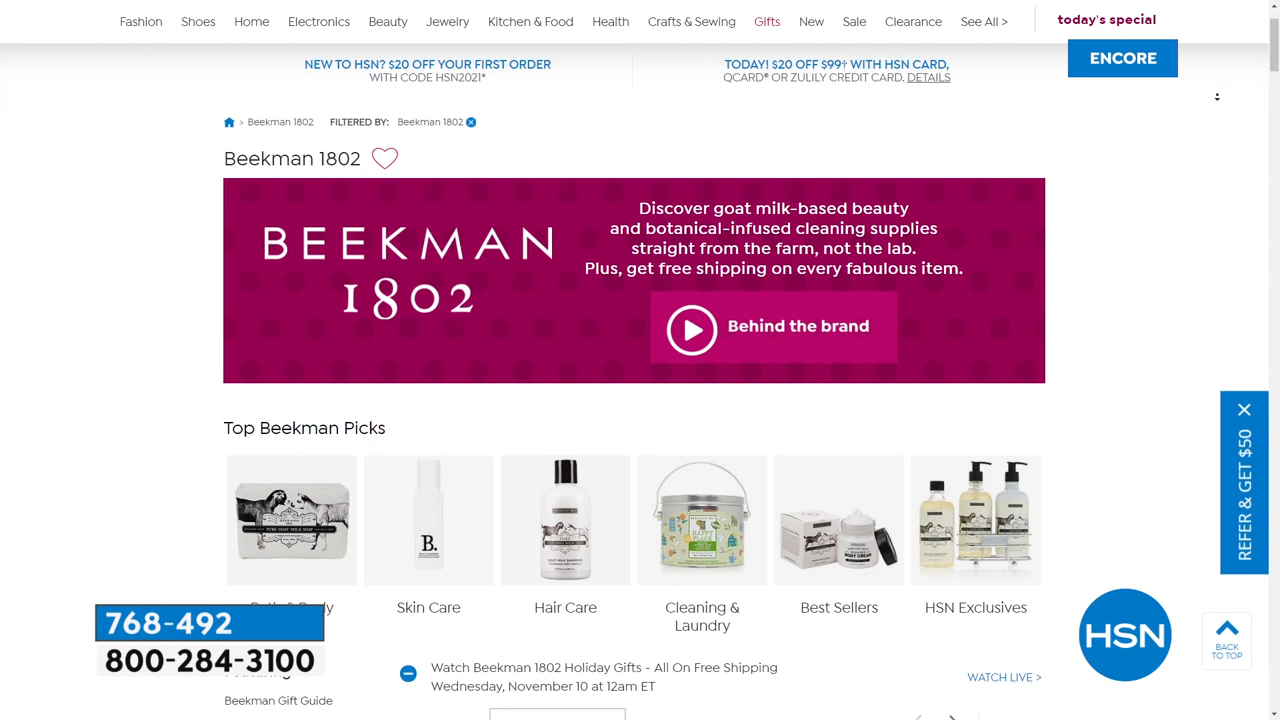 Fashion Shoes Home Electronics Beauty Jewelry Kitchen & Food Health Crafts & Sewing Gifts New Sale Clearance See All >
today's special
ENCORE
NEW TO HSN? $20 OFF YOUR FIRST ORDER
WITH CODE HSN2021*
TODAY! $20 OFF $99† WITH HSN CARD,
QCARD® OR ZULILY CREDIT CARD. DETAILS
> Beekman 1802 FILTERED BY: Beekman 1802
Beekman 1802
BEEKMAN
1802
Discover goat milk-based beauty
and botanical-infused cleaning supplies
straight from the farm, not the lab.
Plus, get free shipping on every fabulous item.
Behind the brand
REFER & GET $50
Top Beekman Picks
B.
BODY CREAM
Bath & Body
Skin Care
Hair Care
Cleaning &
Laundry
Best Sellers
HSN Exclusives
768-492
800-284-3100
Featuring
Beekman Gift Guide
Watch Beekman 1802 Holiday Gifts - All On Free Shipping
Wednesday, November 10 at 12am ET
WATCH LIVE >
HSN
BACK
TO TOP